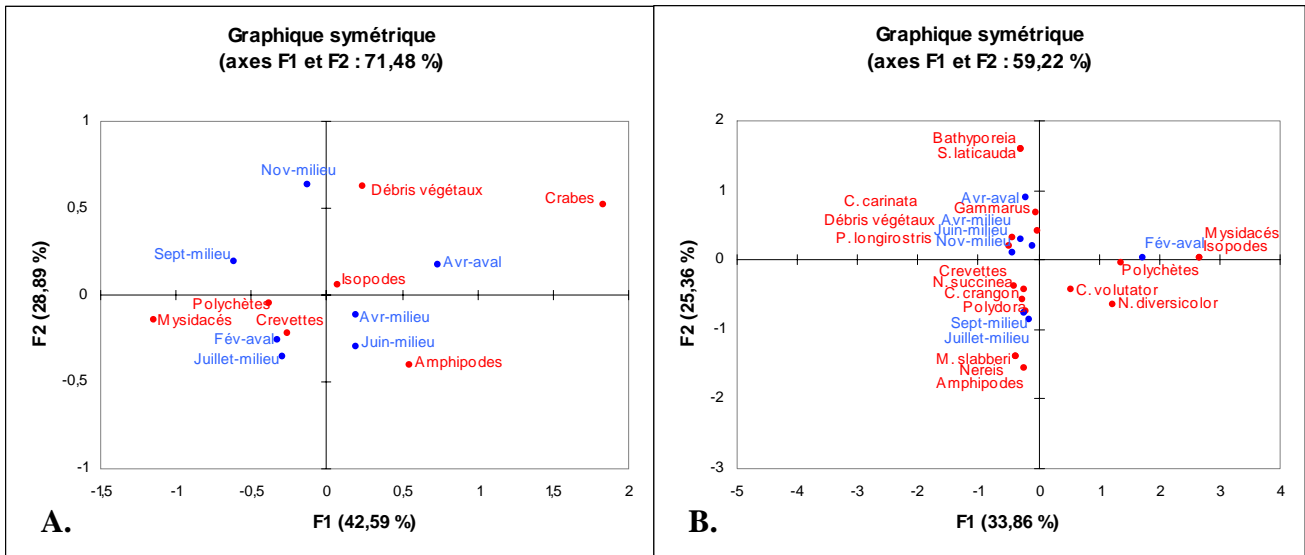 Graphique symétrique
(axes F1 et F2 : 71,48 %)
1
0,5
0
-0,5
-1
F2 (28,89 %)
Nov-milieu
Débris végétaux
Crabes
Sept-milieu
Avr-aval
Isopodes
Polychètes
Mysidacés
Crevettes
Avr-milieu
Fév-aval
Juin-milieu
Juillet-milieu
Amphipodes
-1,5
-1
-0,5
0
0,5
1
1,5
2
F1 (42,59 %)
A.
Graphique symétrique
(axes F1 et F2 : 59,22 %)
2
1
0
-1
-2
-3
F2 (25,36 %)
Bathyporeia
S. laticauda
Avr-aval
C. carinata
Gammarus
Débris végétaux
Avr-milieu
Juin-milieu
P. longirostris
Nov-milieu
Fév-aval
Mysidacés
Isopodes
Polychètes
Crevettes
N. succinea
C. volutator
C. crangon
N. diversicolor
Polydora
Sept-milieu
Juillet-milieu
M. slabberi
Nereis
Amphipodes
-5
-4
-3
-2
-1
0
1
2
3
4
F1 (33,86 %)
B.